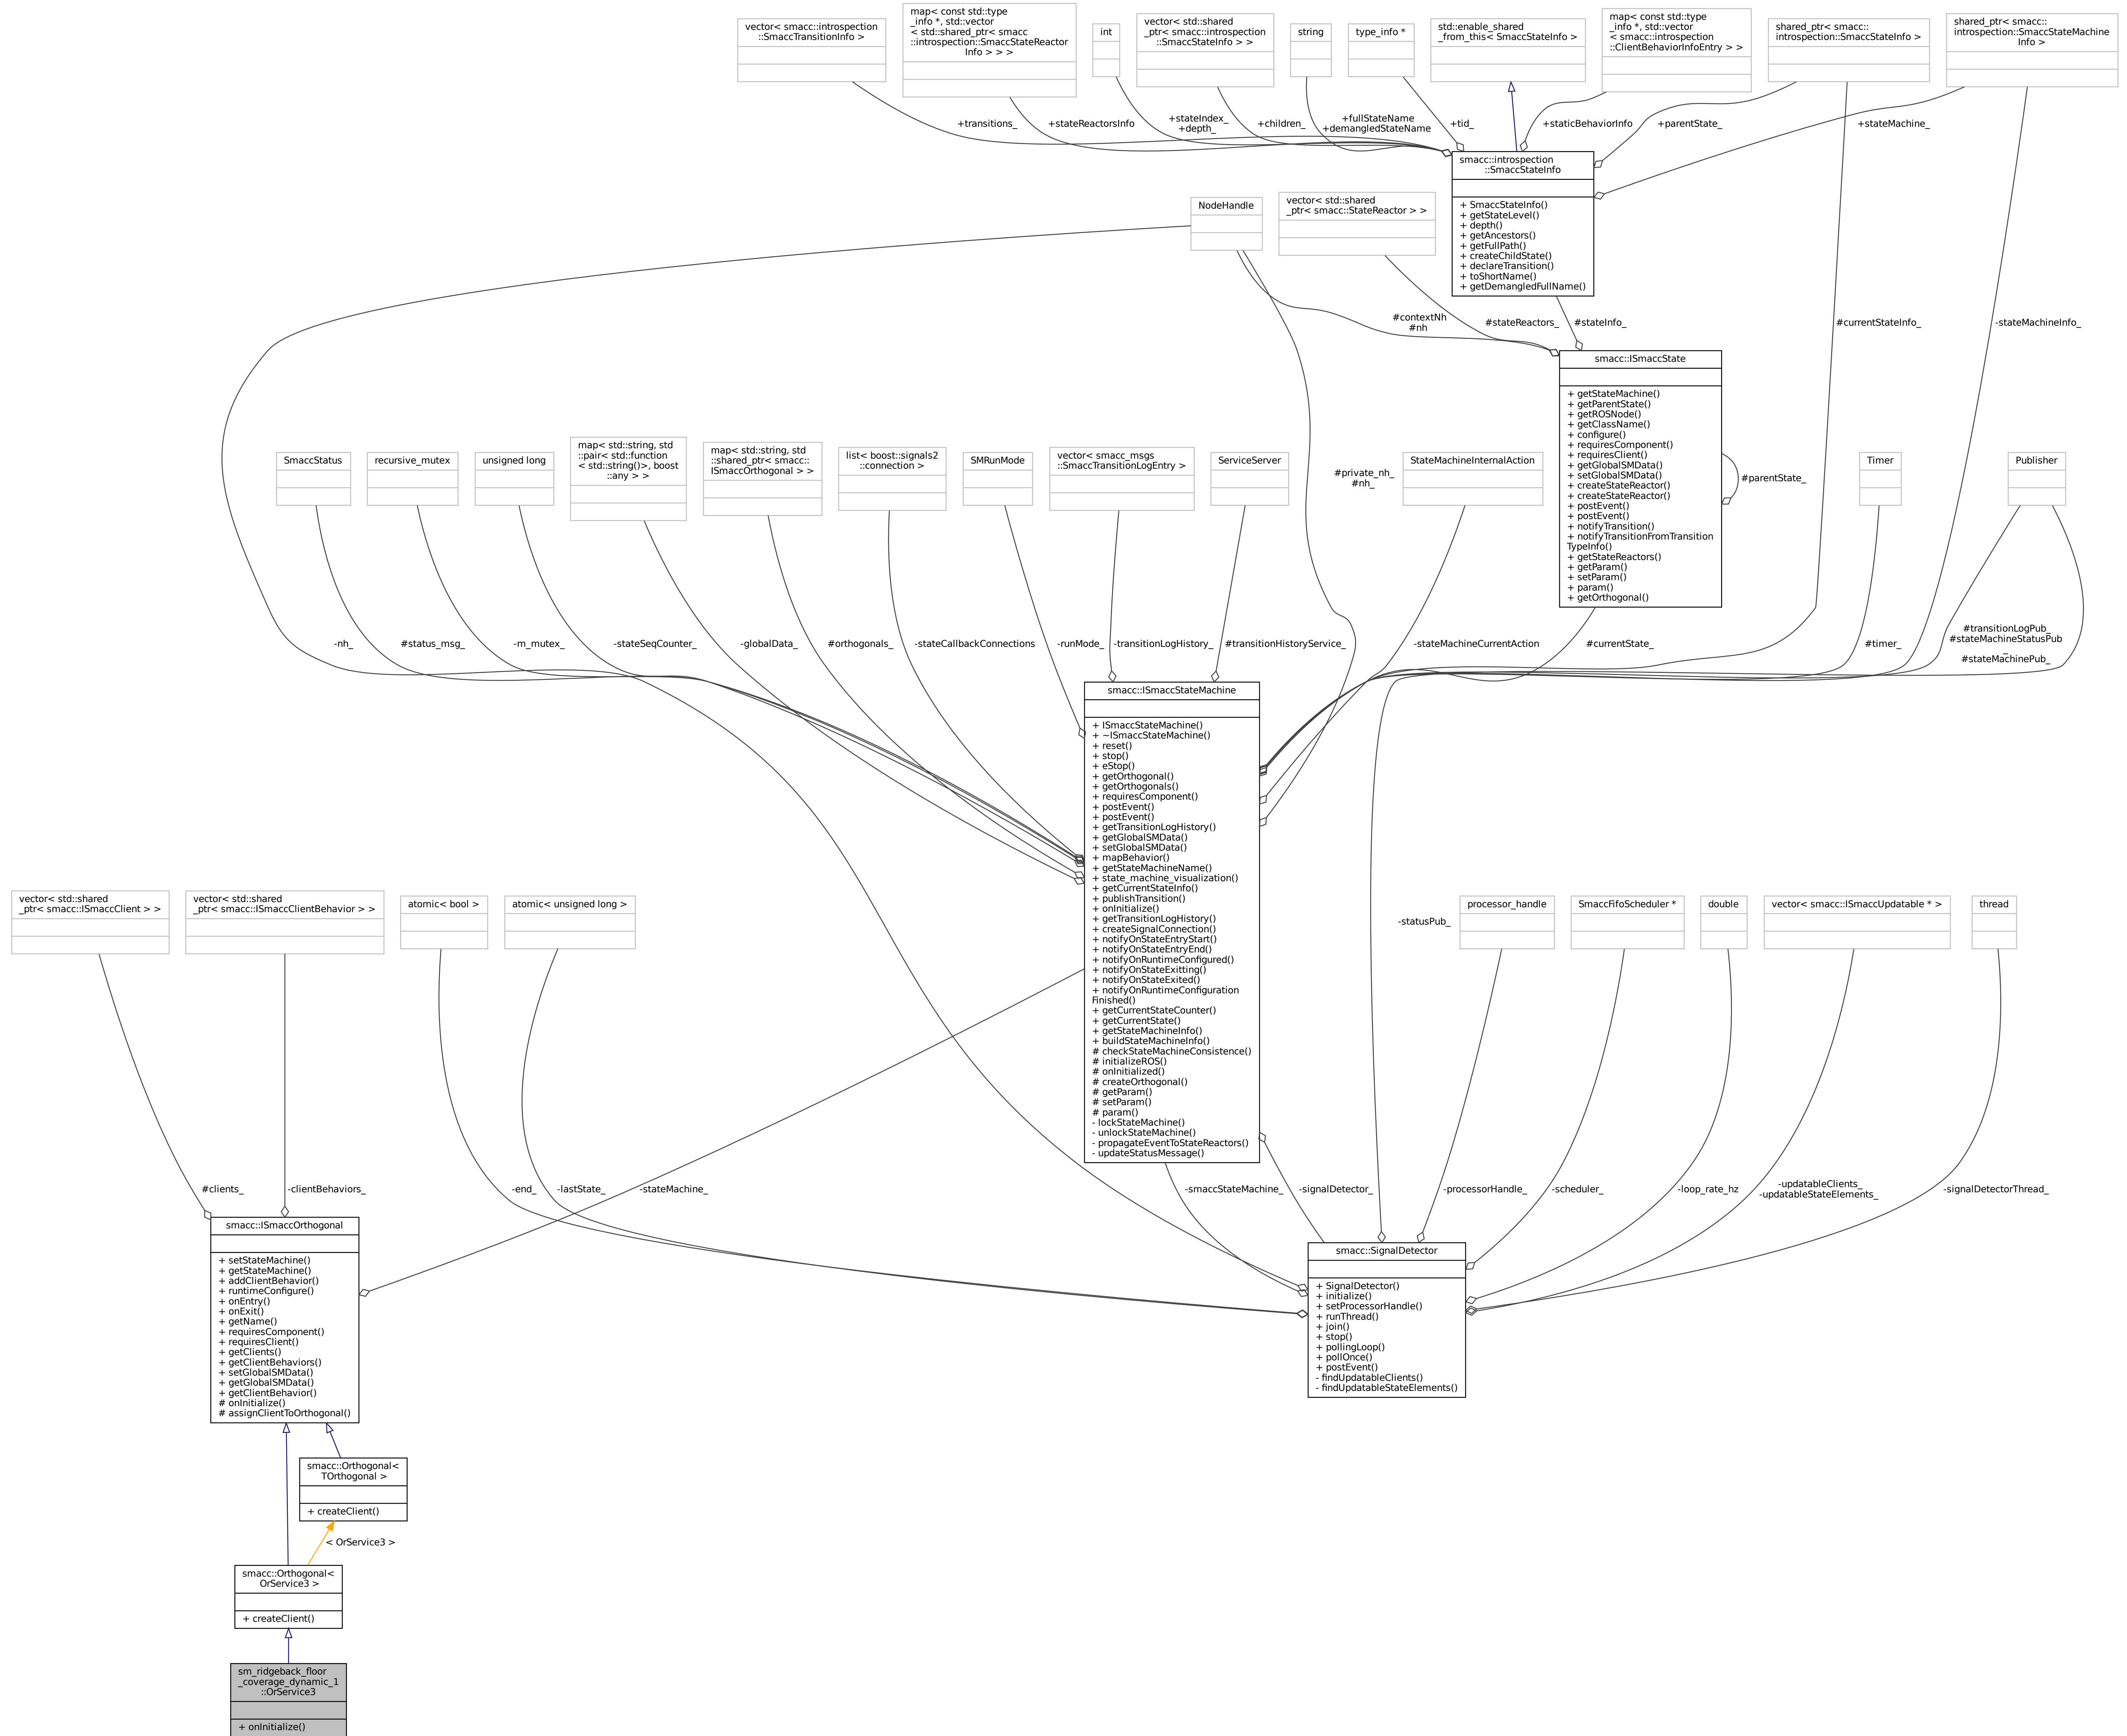 vector< smacc::introspection
::SmaccTransitionInfo >
map< const std::type
_info *, std::vector
< std::shared_ptr< smacc
::introspection::SmaccStateReactor
Info > > >
int
vector< std::shared
_ptr< smacc::introspection
::SmaccStateInfo > >
string
type_info *
std::enable_shared
_from_this< SmaccStateInfo >
map< const std::type
_info *, std::vector
< smacc::introspection
::ClientBehaviorInfoEntry > >
shared_ptr< smacc::
introspection::SmaccStateInfo >
shared_ptr< smacc::
introspection::SmaccStateMachine
Info >
+transitions_
+stateReactorsInfo
+stateIndex_
+depth_
+children_
+fullStateName
+demangledStateName
+tid_
+staticBehaviorInfo
+parentState_
+stateMachine_
smacc::introspection
::SmaccStateInfo
+ SmaccStateInfo()
+ getStateLevel()
+ depth()
+ getAncestors()
+ getFullPath()
+ createChildState()
+ declareTransition()
+ toShortName()
+ getDemangledFullName()
NodeHandle
vector< std::shared
_ptr< smacc::StateReactor > >
#contextNh
#nh
#stateReactors_
#stateInfo_
#currentStateInfo_
-stateMachineInfo_
smacc::ISmaccState
+ getStateMachine()
+ getParentState()
+ getROSNode()
+ getClassName()
+ configure()
+ requiresComponent()
+ requiresClient()
+ getGlobalSMData()
+ setGlobalSMData()
+ createStateReactor()
+ createStateReactor()
+ postEvent()
+ postEvent()
+ notifyTransition()
+ notifyTransitionFromTransition
TypeInfo()
+ getStateReactors()
+ getParam()
+ setParam()
+ param()
+ getOrthogonal()
#parentState_
SmaccStatus
recursive_mutex
unsigned long
map< std::string, std
::pair< std::function
< std::string()>, boost
::any > >
map< std::string, std
::shared_ptr< smacc::
ISmaccOrthogonal > >
list< boost::signals2
::connection >
SMRunMode
vector< smacc_msgs
::SmaccTransitionLogEntry >
ServiceServer
#private_nh_
#nh_
StateMachineInternalAction
Timer
Publisher
-nh_
#status_msg_
-m_mutex_
-stateSeqCounter_
-globalData_
#orthogonals_
-stateCallbackConnections
-runMode_
-transitionLogHistory_
#transitionHistoryService_
-stateMachineCurrentAction
#currentState_
#timer_
#transitionLogPub_
#stateMachineStatusPub
_
#stateMachinePub_
smacc::ISmaccStateMachine
+ ISmaccStateMachine()
+ ~ISmaccStateMachine()
+ reset()
+ stop()
+ eStop()
+ getOrthogonal()
+ getOrthogonals()
+ requiresComponent()
+ postEvent()
+ postEvent()
+ getTransitionLogHistory()
+ getGlobalSMData()
+ setGlobalSMData()
+ mapBehavior()
+ getStateMachineName()
+ state_machine_visualization()
+ getCurrentStateInfo()
+ publishTransition()
+ onInitialize()
+ getTransitionLogHistory()
+ createSignalConnection()
+ notifyOnStateEntryStart()
+ notifyOnStateEntryEnd()
+ notifyOnRuntimeConfigured()
+ notifyOnStateExitting()
+ notifyOnStateExited()
+ notifyOnRuntimeConfiguration
Finished()
+ getCurrentStateCounter()
+ getCurrentState()
+ getStateMachineInfo()
+ buildStateMachineInfo()
# checkStateMachineConsistence()
# initializeROS()
# onInitialized()
# createOrthogonal()
# getParam()
# setParam()
# param()
- lockStateMachine()
- unlockStateMachine()
- propagateEventToStateReactors()
- updateStatusMessage()
vector< std::shared
_ptr< smacc::ISmaccClient > >
vector< std::shared
_ptr< smacc::ISmaccClientBehavior > >
atomic< bool >
atomic< unsigned long >
-statusPub_
processor_handle
SmaccFifoScheduler *
double
vector< smacc::ISmaccUpdatable * >
thread
#clients_
-clientBehaviors_
-end_
-lastState_
-stateMachine_
-smaccStateMachine_
-signalDetector_
-processorHandle_
-scheduler_
-loop_rate_hz
-updatableClients_
-updatableStateElements_
-signalDetectorThread_
smacc::ISmaccOrthogonal
+ setStateMachine()
+ getStateMachine()
+ addClientBehavior()
+ runtimeConfigure()
+ onEntry()
+ onExit()
+ getName()
+ requiresComponent()
+ requiresClient()
+ getClients()
+ getClientBehaviors()
+ setGlobalSMData()
+ getGlobalSMData()
+ getClientBehavior()
# onInitialize()
# assignClientToOrthogonal()
smacc::SignalDetector
+ SignalDetector()
+ initialize()
+ setProcessorHandle()
+ runThread()
+ join()
+ stop()
+ pollingLoop()
+ pollOnce()
+ postEvent()
- findUpdatableClients()
- findUpdatableStateElements()
smacc::Orthogonal<
TOrthogonal >
+ createClient()
< OrService3 >
smacc::Orthogonal<
OrService3 >
+ createClient()
sm_ridgeback_floor
_coverage_dynamic_1
::OrService3
+ onInitialize()